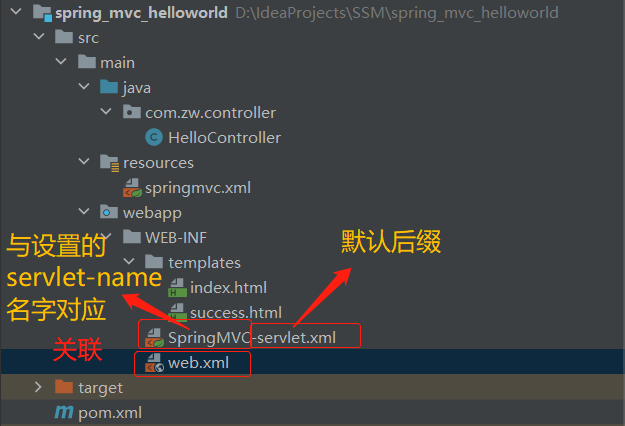 spring_mvc_helloworld D:\IdeaProjects\SSM\spring_mvc_helloworld
src
main
java
com.zw.controller
HelloController
resources
springmvc.xml
webapp
WEB-INF
templates
index.html
success.html
SpringMVC-servlet.xml
web.xml
target
pom.xml
与设置的
servlet-name
名字对应
关联
默认后缀